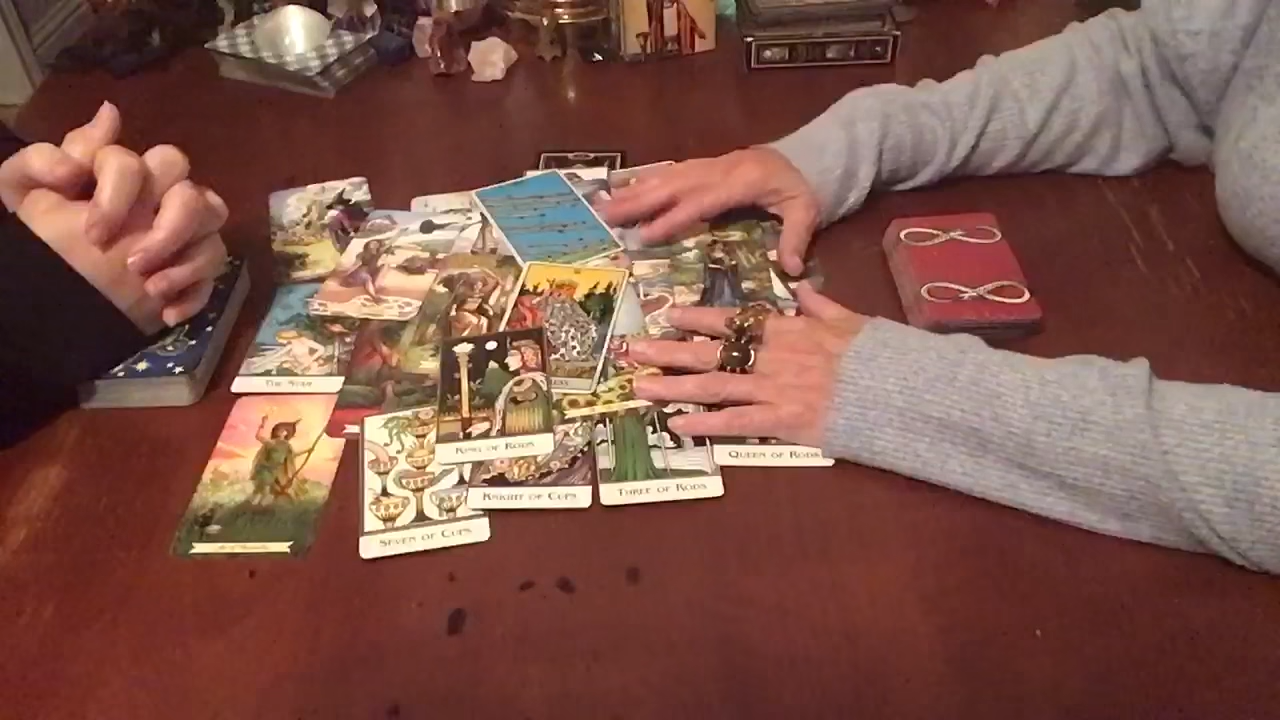 The Star
King of Rods
Knight of Cups
Three of Rods
Queen of Rods
Seven of Cups